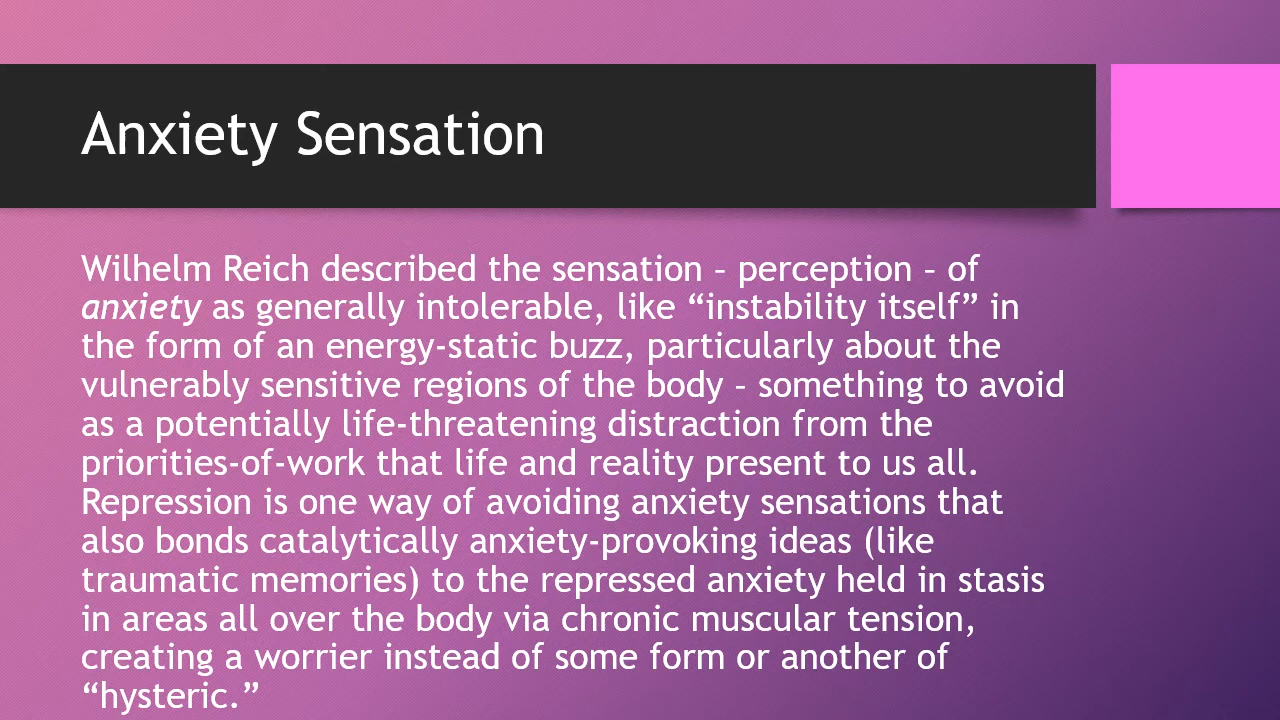 Anxiety Sensation
Wilhelm Reich described the sensation – perception – of
anxiety as generally intolerable, like “instability itself” in
the form of an energy-static buzz, particularly about the
vulnerably sensitive regions of the body – something to avoid
as a potentially life-threatening distraction from the
priorities-of-work that life and reality present to us all.
Repression is one way of avoiding anxiety sensations that
also bonds catalytically anxiety-provoking ideas (like
traumatic memories) to the repressed anxiety held in stasis
in areas all over the body via chronic muscular tension,
creating a worrier instead of some form or another of
“hysteric.”